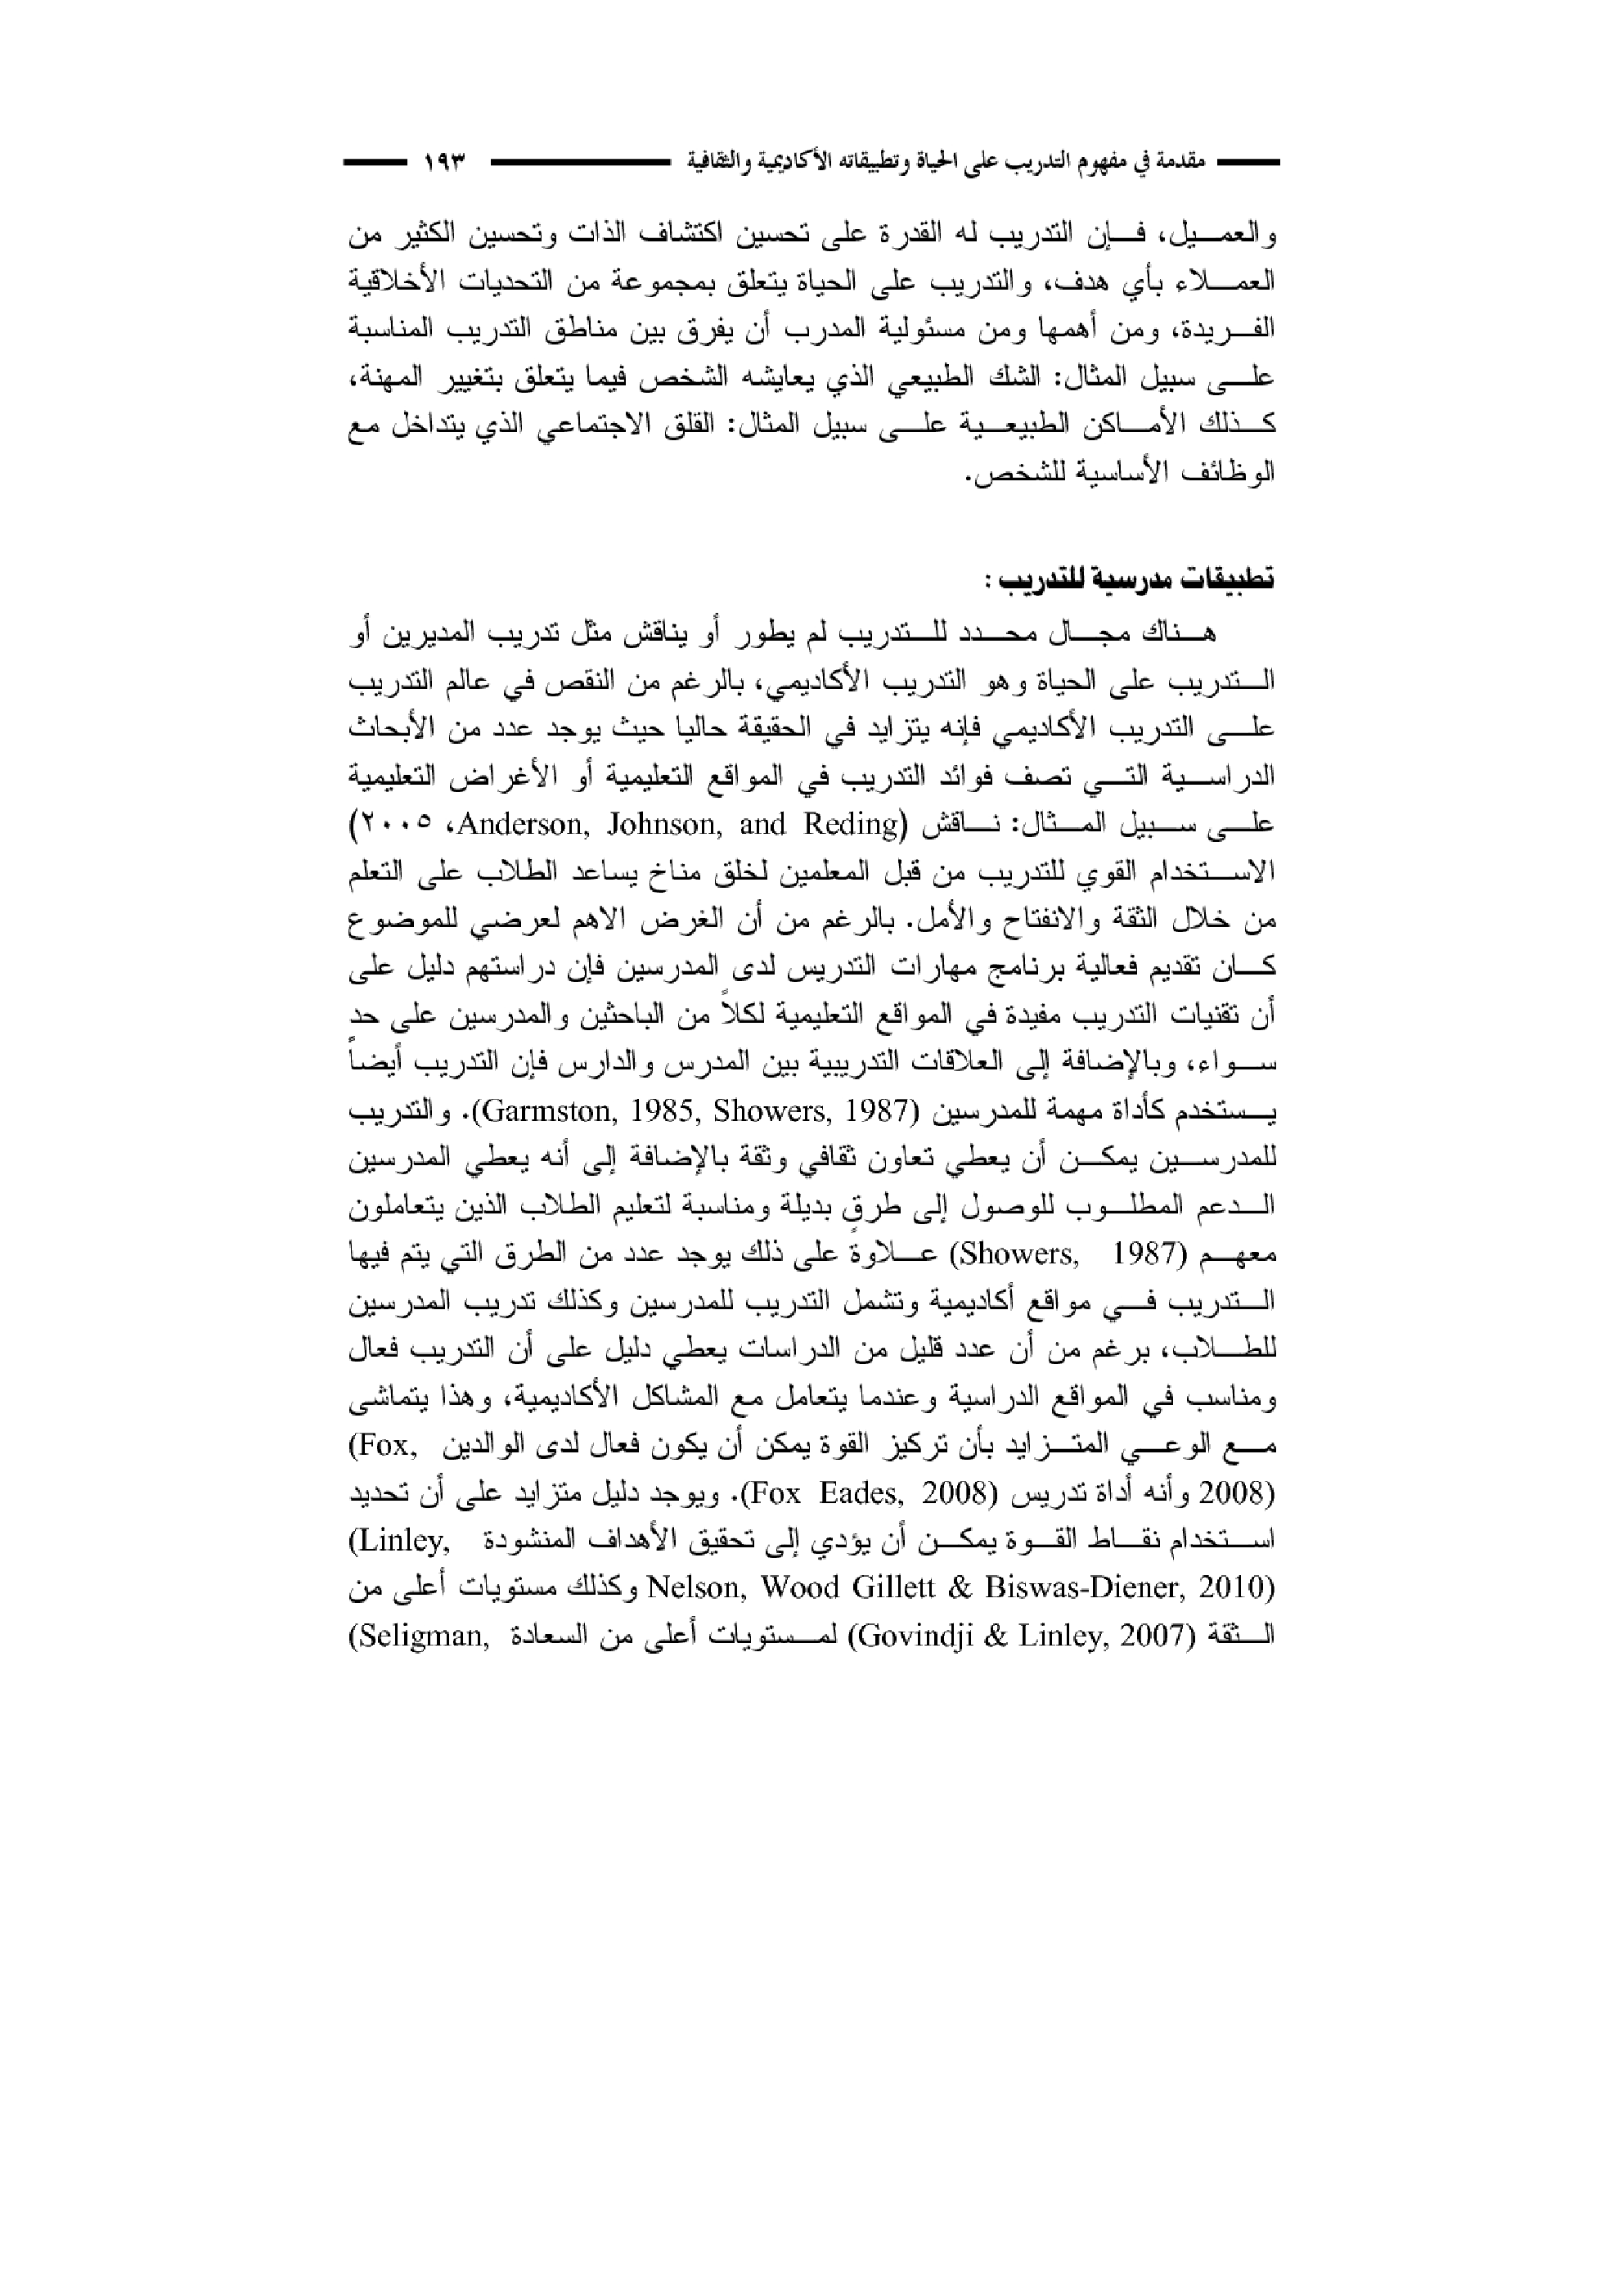 مقدمة في مفهوم التدريب على الحياة وتطبيقاته الأكاديمية والثقافية ١٩٣
والعميل، فإن التدريب له القدرة على تحسين اكتشاف الذات وتحسين الكثير من
العملاء بأي هدف، والتدريب على الحياة يتعلق بمجموعة من التحديات الأخلاقية
الفريدة، ومن أهمها ومن مسئولية المدرب أن يفرق بين مناطق التدريب المناسبة
على سبيل المثال: الشك الطبيعي الذي يعايشه الشخص فيما يتعلق بتغيير المهنة،
كذلك الأماكن الطبيعية على سبيل المثال: القلق الاجتماعي الذي يتداخل مع
الوظائف الأساسية للشخص.
تطبيقات مدرسية للتدريب :
هناك مجال محدد للتدريب لم يطور أو يناقش مثل تدريب المديرين أو
التدريب على الحياة وهو التدريب الأكاديمي، بالرغم من النقص في عالم التدريب
على التدريب الأكاديمي فإنه يتزايد في الحقيقة حاليا حيث يوجد عدد من الأبحاث
الدراسية التي تصف فوائد التدريب في المواقع التعليمية أو الأغراض التعليمية
على سبيل المثال: ناقش (Anderson, Johnson, and Reding، ٢٠٠٥)
الاستخدام القوي للتدريب من قبل المعلمين لخلق مناخ يساعد الطلاب على التعلم
من خلال الثقة والانفتاح والأمل. بالرغم من أن الغرض الاهم لعرضي للموضوع
كان تقديم فعالية برنامج مهارات التدريس لدى المدرسين فإن دراستهم دليل على
أن تقنيات التدريب مفيدة في المواقع التعليمية لكلاً من الباحثين والمدرسين على حد
سواء، وبالإضافة إلى العلاقات التدريبية بين المدرس والدارس فإن التدريب أيضاً
يستخدم كأداة مهمة للمدرسين (Garmston, 1985, Showers, 1987). والتدريب
للمدرسين يمكن أن يعطي تعاون ثقافي وثقة بالإضافة إلى أنه يعطي المدرسين
الدعم المطلوب للوصول إلى طرق بديلة ومناسبة لتعليم الطلاب الذين يتعاملون
معهم (Showers, 1987) علاوة على ذلك يوجد عدد من الطرق التي يتم فيها
التدريب في مواقع أكاديمية وتشمل التدريب للمدرسين وكذلك تدريب المدرسين
للطلاب، برغم من أن عدد قليل من الدراسات يعطي دليل على أن التدريب فعال
ومناسب في المواقع الدراسية وعندما يتعامل مع المشاكل الأكاديمية، وهذا يتماشى
مع الوعي المتزايد بأن تركيز القوة يمكن أن يكون فعال لدى الوالدين (Fox,
2008) وأنه أداة تدريس (Fox Eades, 2008). ويوجد دليل متزايد على أن تحديد
استخدام نقاط القوة يمكن أن يؤدي إلى تحقيق الأهداف المنشودة (Linley,
Nelson, Wood Gillett & Biswas-Diener, 2010) وكذلك مستويات أعلى من
الثقة (Govindji & Linley, 2007) لمستويات أعلى من السعادة (Seligman,